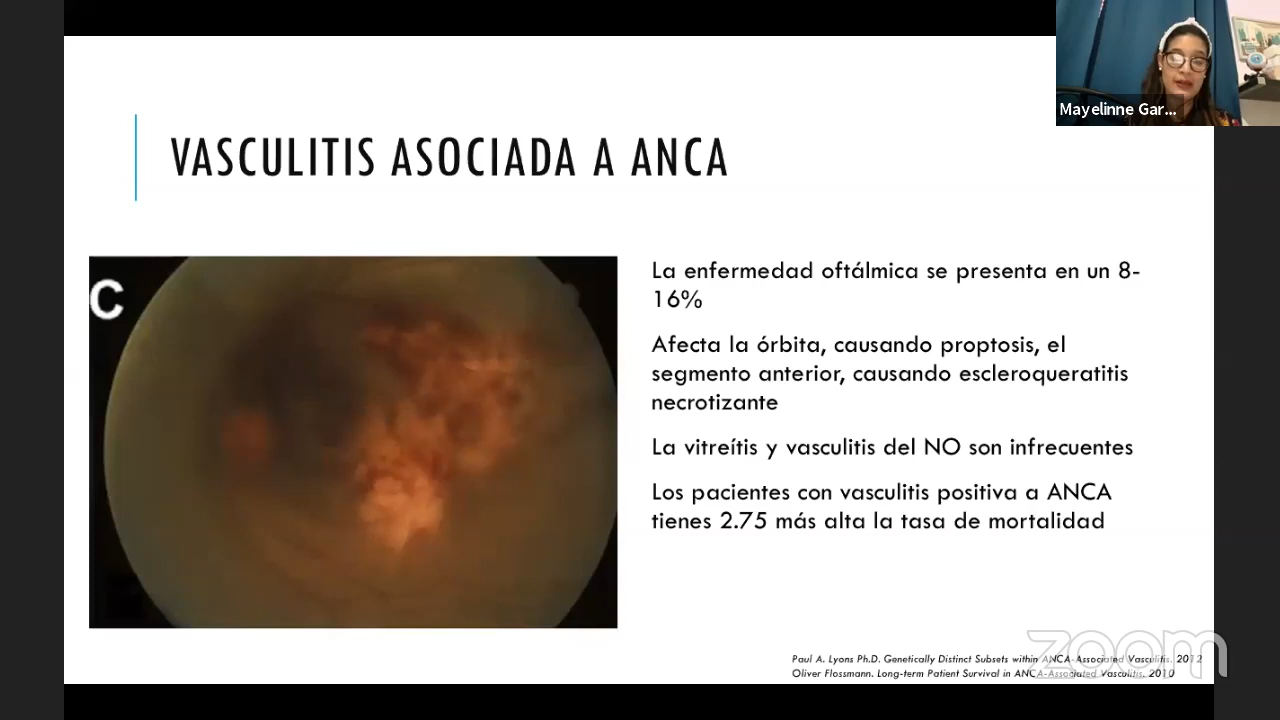 Mayelinne Gar...
VASCULITIS ASOCIADA A ANCA
C
La enfermedad oftálmica se presenta en un 8-
16%
Afecta la órbita, causando proptosis, el
segmento anterior, causando escleroqueratitis
necrotizante
La vitreítis y vasculitis del NO son infrecuentes
Los pacientes con vasculitis positiva a ANCA
tienes 2.75 más alta la tasa de mortalidad
Paul A. Lyons Ph.D. Genetically Distinct Subsets within ANCA-Associated Vasculitis. 2012
Oliver Flossmann. Long-term Patient Survival in ANCA-Associated Vasculitis. 2010
zoom